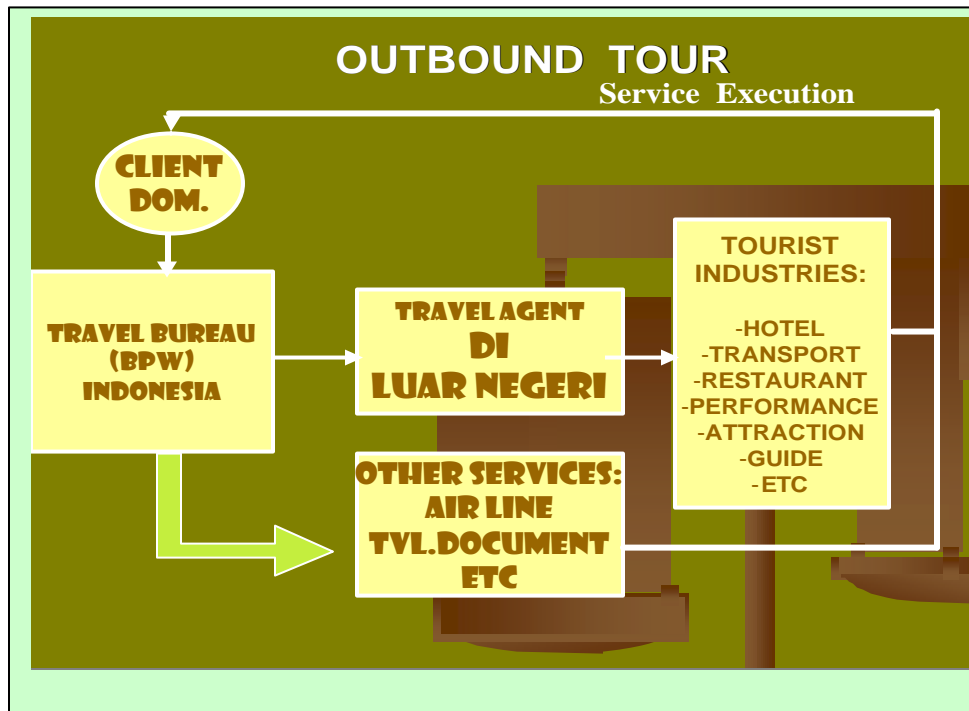 OUTBOUND TOUR
Service Execution
CLIENT
DOM.
TRAVEL BUREAU
(BPW)
INDONESIA
TRAVEL AGENT
DI
LUAR NEGERI
TOURIST
INDUSTRIES:
-HOTEL
-TRANSPORT
-RESTAURANT
-PERFORMANCE
-ATTRACTION
-GUIDE
-ETC
OTHER SERVICES:
AIR LINE
TVL.DOCUMENT
ETC